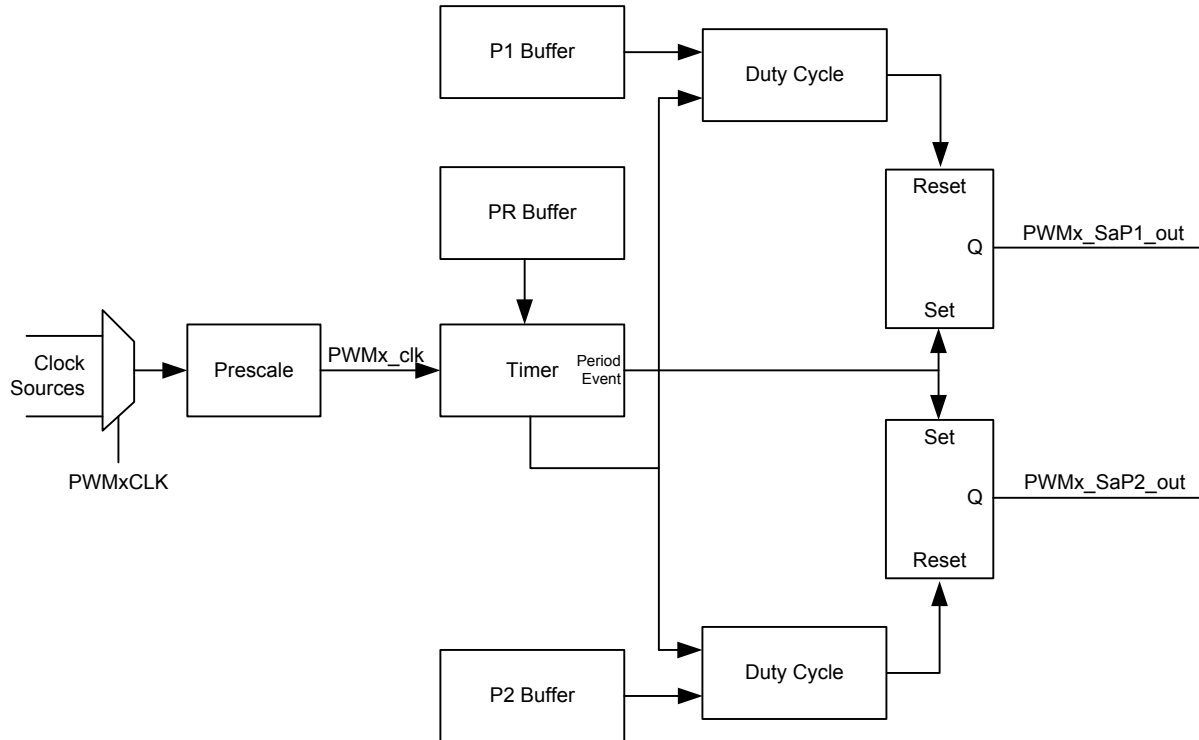 P1 Buffer
Duty Cycle
PR Buffer
Reset
Q
Set
PWMx_SaP1_out
Clock
Sources
PWMxCLK
Prescale
PWMx_clk
Timer
Period
Event
Set
Q
Reset
PWMx_SaP2_out
Duty Cycle
P2 Buffer